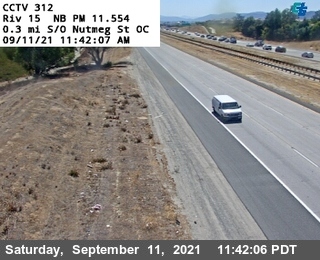 CCTV 312
Riv 15 NB PM 11.554
0.3 mi S/O Nutmeg St OC
09/11/21 11:42:07 AM
Saturday, September 11, 2021 11:42:06 PDT